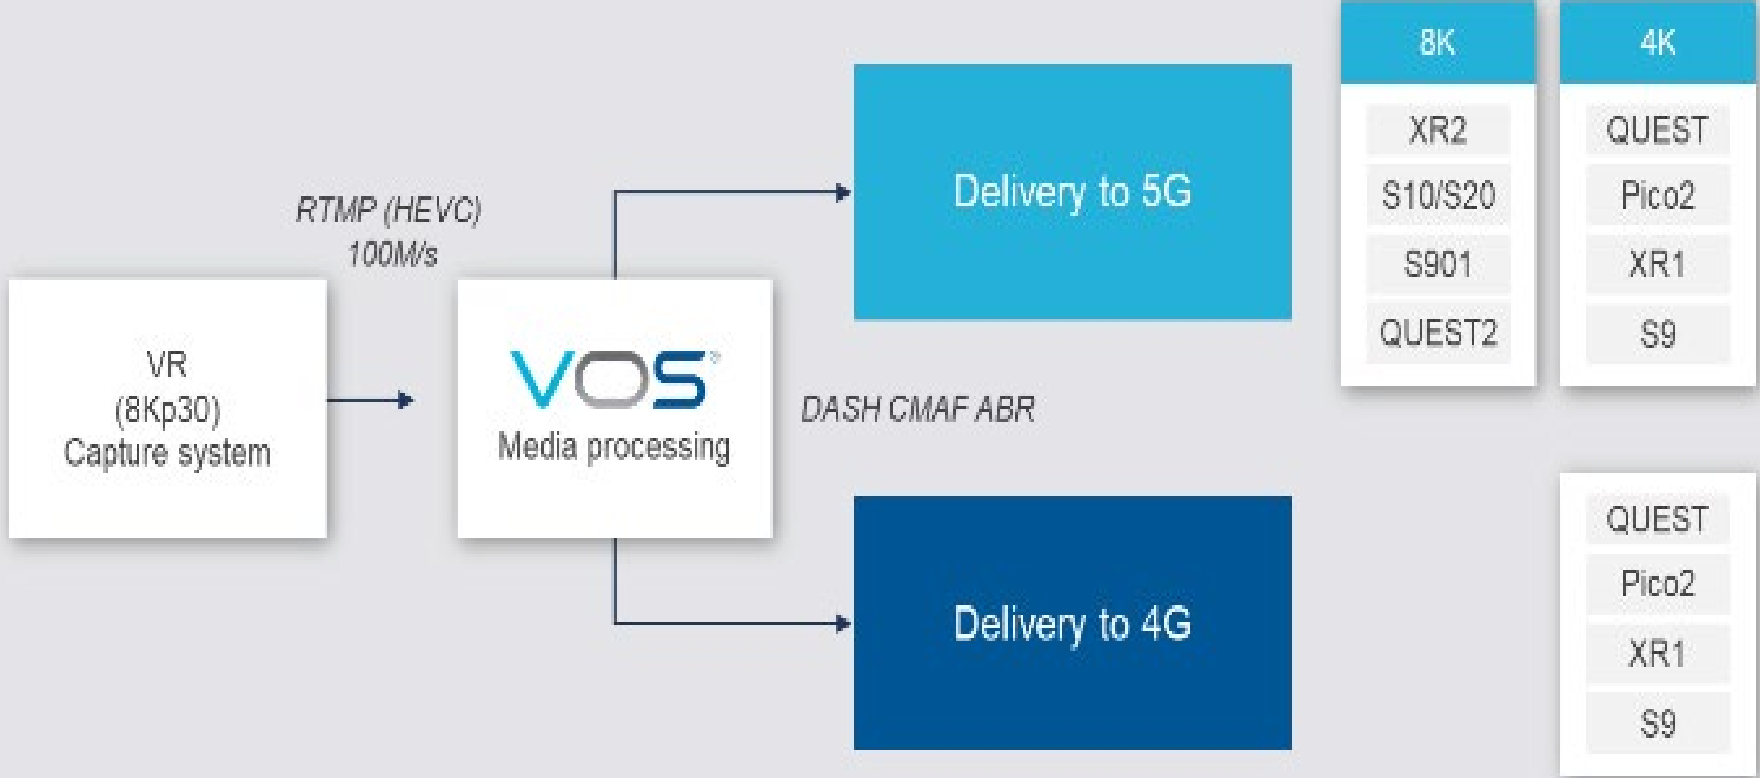 RTMP (HEVC)
100M/s
VR
(8Kp30)
Capture system
VOS®
Media processing
DASH CMAF ABR
Delivery to 5G
Delivery to 4G
8K
XR2
S10/S20
S901
QUEST2
4K
QUEST
Pico2
XR1
S9
QUEST
Pico2
XR1
S9